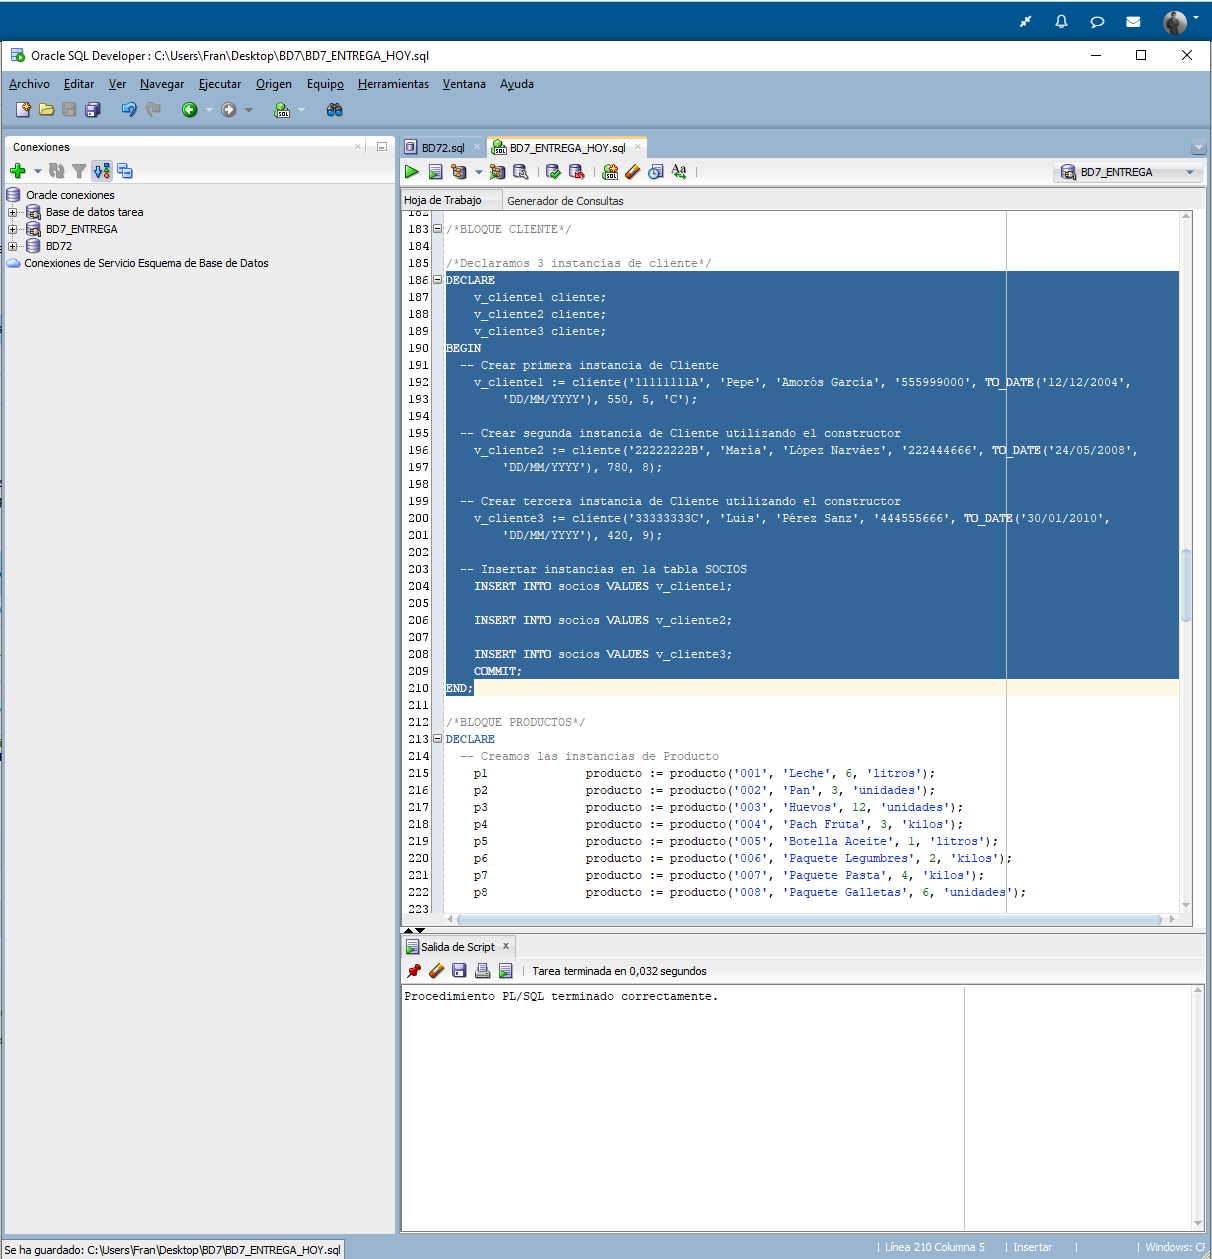 Oracle SQL Developer : C:\Users\Fran\Desktop\BD7\BD7_ENTREGA_HOY.sql
Archivo Editar Ver Navegar Ejecutar Origen Equipo Herramientas Ventana Ayuda
Conexiones
Oracle conexiones
Base de datos tarea
BD7_ENTREGA
BD72
Conexiones de Servicio Esquema de Base de Datos
BD72.sql BD7_ENTREGA_HOY.sql
BD7_ENTREGA
Hoja de Trabajo Generador de Consultas
182
183 /*BLOQUE CLIENTE*/
184
185 /*Declaramos 3 instancias de cliente*/
186 DECLARE
187 v_cliente1 cliente;
188 v_cliente2 cliente;
189 v_cliente3 cliente;
190 BEGIN
191 -- Crear primera instancia de Cliente
192 v_cliente1 := cliente('11111111A', 'Pepe', 'Amorós García', '555999000', TO_DATE('12/12/2004',
193 'DD/MM/YYYY'), 550, 5, 'C');
194
195 -- Crear segunda instancia de Cliente utilizando el constructor
196 v_cliente2 := cliente('22222222B', 'María', 'López Narváez', '222444666', TO_DATE('24/05/2008',
197 'DD/MM/YYYY'), 780, 8);
198
199 -- Crear tercera instancia de Cliente utilizando el constructor
200 v_cliente3 := cliente('33333333C', 'Luis', 'Pérez Sanz', '444555666', TO_DATE('30/01/2010',
201 'DD/MM/YYYY'), 420, 9);
202
203 -- Insertar instancias en la tabla SOCIOS
204 INSERT INTO socios VALUES v_cliente1;
205
206 INSERT INTO socios VALUES v_cliente2;
207
208 INSERT INTO socios VALUES v_cliente3;
209 COMMIT;
210 END;
211
212 /*BLOQUE PRODUCTOS*/
213 DECLARE
214 -- Creamos las instancias de Producto
215 p1 producto := producto('001', 'Leche', 6, 'litros');
216 p2 producto := producto('002', 'Pan', 3, 'unidades');
217 p3 producto := producto('003', 'Huevos', 12, 'unidades');
218 p4 producto := producto('004', 'Pach Fruta', 3, 'kilos');
219 p5 producto := producto('005', 'Botella Aceite', 1, 'litros');
220 p6 producto := producto('006', 'Paquete Legumbres', 2, 'kilos');
221 p7 producto := producto('007', 'Paquete Pasta', 4, 'kilos');
222 p8 producto := producto('008', 'Paquete Galletas', 6, 'unidades');
223
Salida de Script
Tarea terminada en 0,032 segundos
Procedimiento PL/SQL terminado correctamente.
Se ha guardado: C:\Users\Fran\Desktop\BD7\BD7_ENTREGA_HOY.sql
Línea 210 Columna 5 | Insertar | | Windows: C